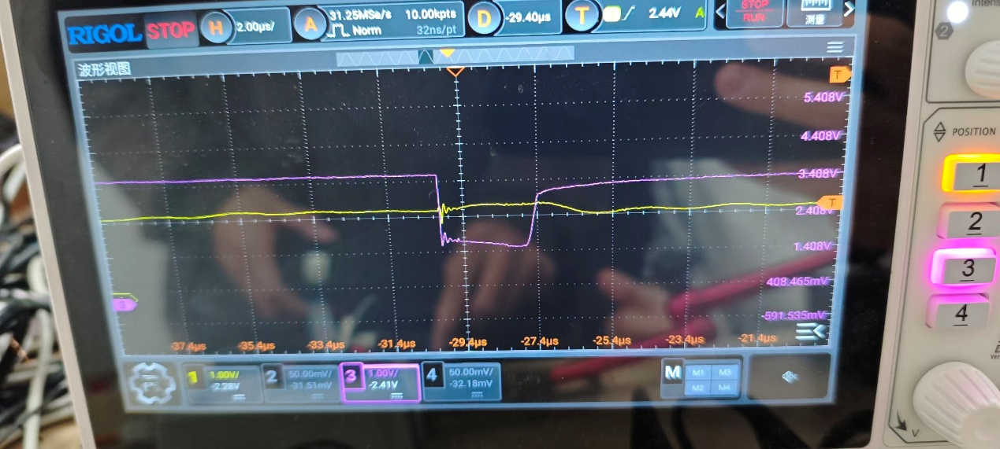 RIGOL STOP H 2.00μs/ A 31.25MSa/s 10.00kpts D -29.40μs T 2.44V A STOP
RUN 测量
Norm 32ns/pt
波形视图
T
5.408V
4.408V
3.408V
T
2.408V
1.408V
408.465mV
-591.535mV
3
-37.4μs -35.4μs -33.4μs -31.4μs -29.4μs -27.4μs -25.4μs -23.4μs -21.4μs
1 1.00V/ 2 50.00mV/ 3 1.00V/ 4 50.00mV/ M M1 M3
-2.28V -31.51mV -2.41V -32.18mV M2 M4
2
POSITION
1
2
3
4
V